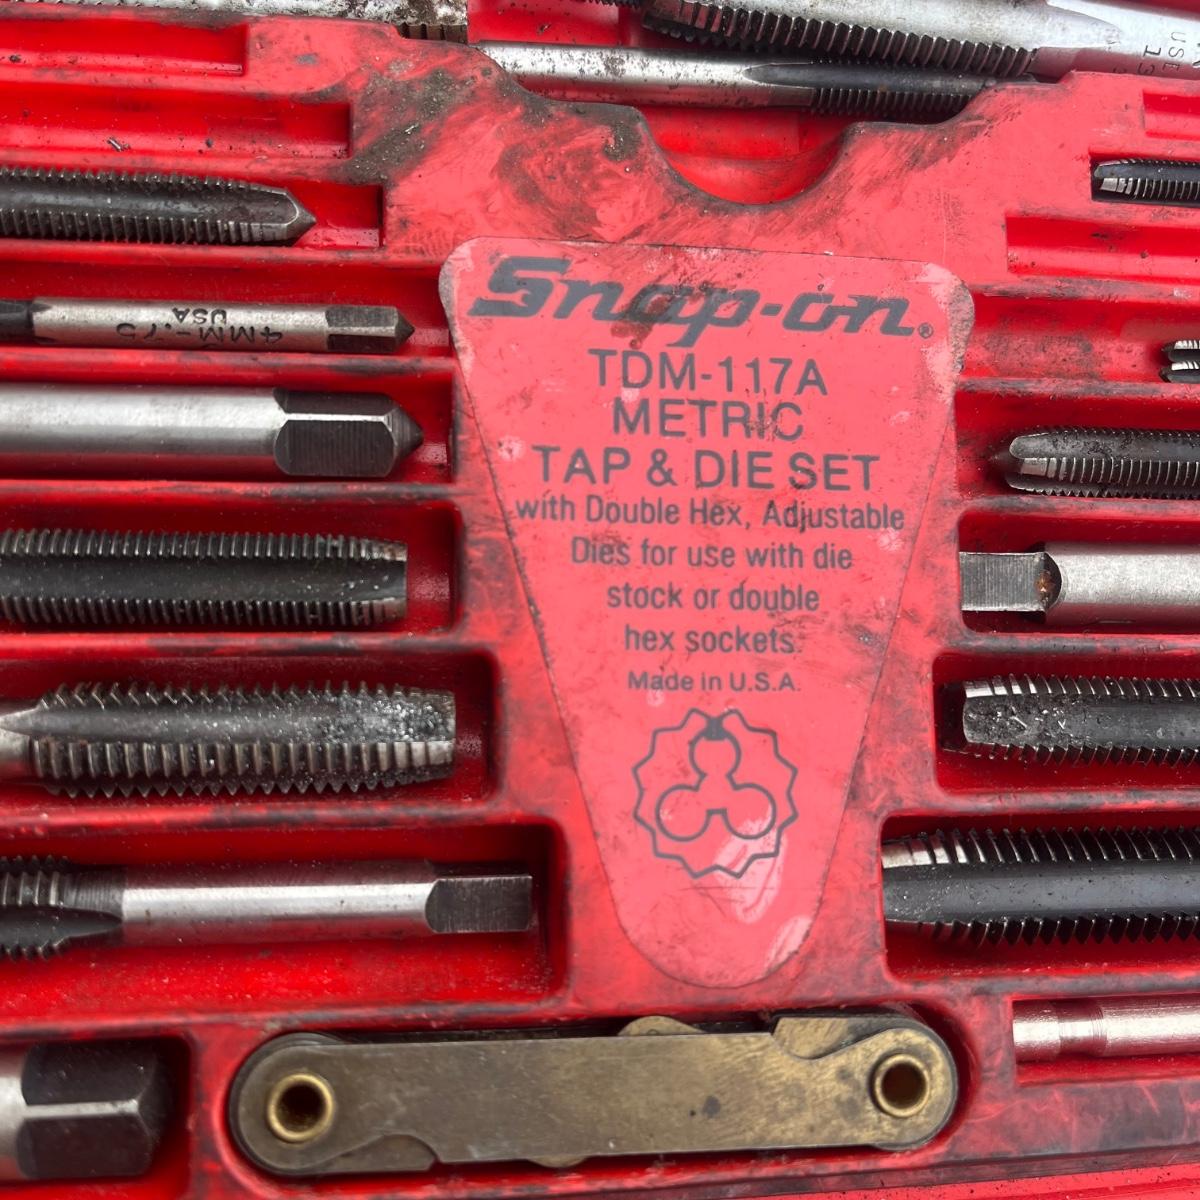 Snap-on®
TDM-117A
METRIC
TAP & DIE SET
with Double Hex, Adjustable
Dies for use with die
stock or double
hex sockets.
Made in U.S.A.
4MM-.75
USA